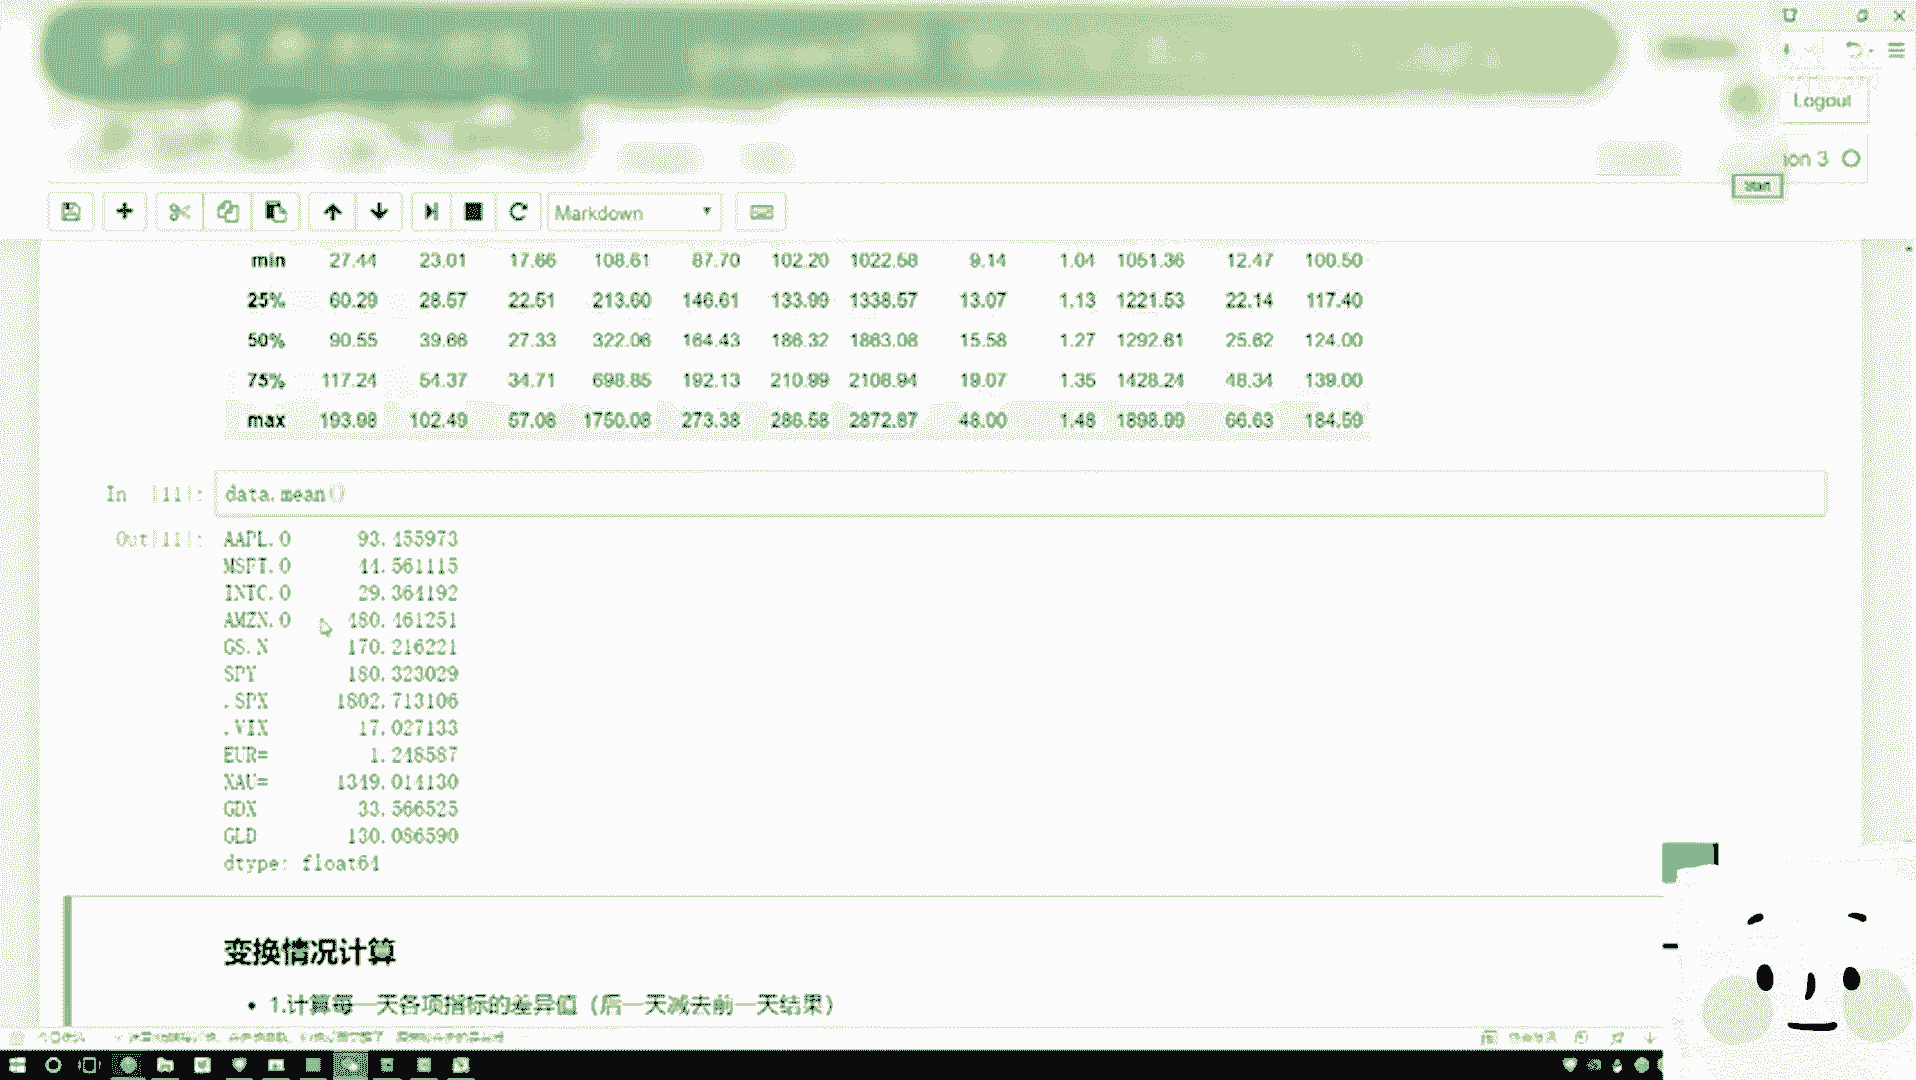 Logout
ion 3
Markdown
min 27.44 23.01 17.66 108.61 87.70 102.20 1022.58 9.14 1.04 1051.36 12.47 100.50
25% 60.29 28.57 22.51 213.60 146.61 133.99 1338.57 13.07 1.13 1221.53 22.14 117.40
50% 90.55 39.66 27.33 322.06 164.43 186.32 1863.08 15.58 1.27 1292.61 25.62 124.00
75% 117.24 54.37 34.71 698.85 192.13 210.99 2108.94 19.07 1.35 1428.24 48.34 139.00
max 193.98 102.49 57.08 1750.08 273.38 286.58 2872.87 48.00 1.48 1898.99 66.63 184.59
In [11]: data.mean()
Out[11]: AAPL.O 93.455973
MSFT.O 44.561115
INTC.O 29.364192
AMZN.O 480.461251
GS.N 170.216221
SPY 180.323029
.SPX 1802.713106
.VIX 17.027133
EUR= 1.248587
XAU= 1349.014130
GDX 33.566525
GLD 130.086590
dtype: float64
变换情况计算
• 1.计算每一天各项指标的差异值（后一天减去前一天结果）